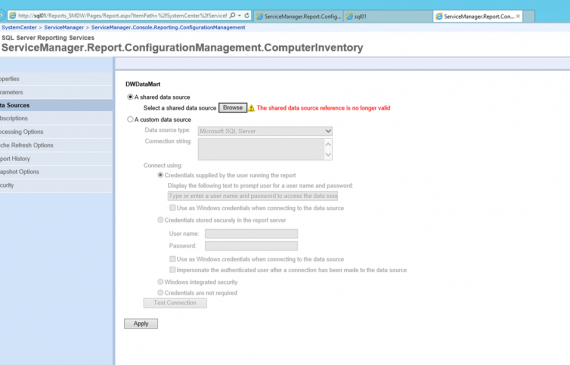 http://sql01/Reports_SMDW/Pages/Report.aspx?ItemPath=%2fSystemCenter%2fServicef
ServiceManager.Report.Config...
sql01
ServiceManager.Report.Con...
SystemCenter > ServiceManager > ServiceManager.Console.Reporting.ConfigurationManagement
SQL Server Reporting Services
ServiceManager.Report.ConfigurationManagement.ComputerInventory
operties
rameters
ta Sources
bscriptions
ocessing Options
che Refresh Options
port History
apshot Options
curity
DWDataMart
A shared data source
Select a shared data source Browse The shared data source reference is no longer valid
A custom data source
Data source type: Microsoft SQL Server
Connection string:
Connect using:
Credentials supplied by the user running the report
Display the following text to prompt user for a user name and password:
Type or enter a user name and password to access the data sour
Use as Windows credentials when connecting to the data source
Credentials stored securely in the report server
User name:
Password:
Use as Windows credentials when connecting to the data source
Impersonate the authenticated user after a connection has been made to the data source
Windows integrated security
Credentials are not required
Test Connection
Apply